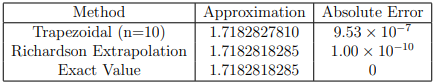 Method Approximation Absolute Error
Trapezoidal (n=10) 1.7182827810 9.53 × 10⁻⁷
Richardson Extrapolation 1.7182818285 1.00 × 10⁻¹⁰
Exact Value 1.7182818285 0